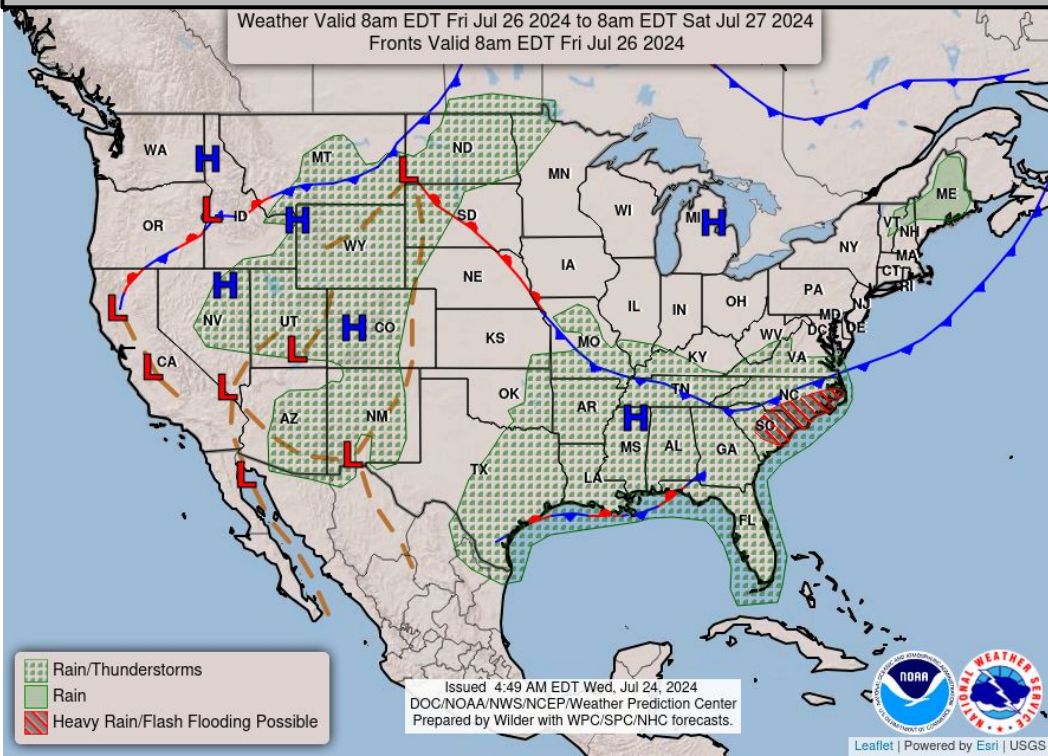 Weather Valid 8am EDT Fri Jul 26 2024 to 8am EDT Sat Jul 27 2024
Fronts Valid 8am EDT Fri Jul 26 2024
WA
H
MT
L
ND
MN
ME
OR
L
ID
H
WY
SD
WI
MI
H
VT
NH
NY
MA
CT
RI
H
NE
IA
PA
NJ
L
NV
UT
H
CO
IL
IN
OH
MD
DC
DE
WV
VA
CA
L
L
KS
MO
KY
L
AZ
NM
OK
AR
TN
NC
H
SC
L
L
TX
LA
MS
AL
GA
FL
Rain/Thunderstorms
Rain
Heavy Rain/Flash Flooding Possible
Issued 4:49 AM EDT Wed, Jul 24, 2024
DOC/NOAA/NWS/NCEP/Weather Prediction Center
Prepared by Wilder with WPC/SPC/NHC forecasts.
NOAA
NATIONAL WEATHER SERVICE
Leaflet | Powered by Esri | USGS